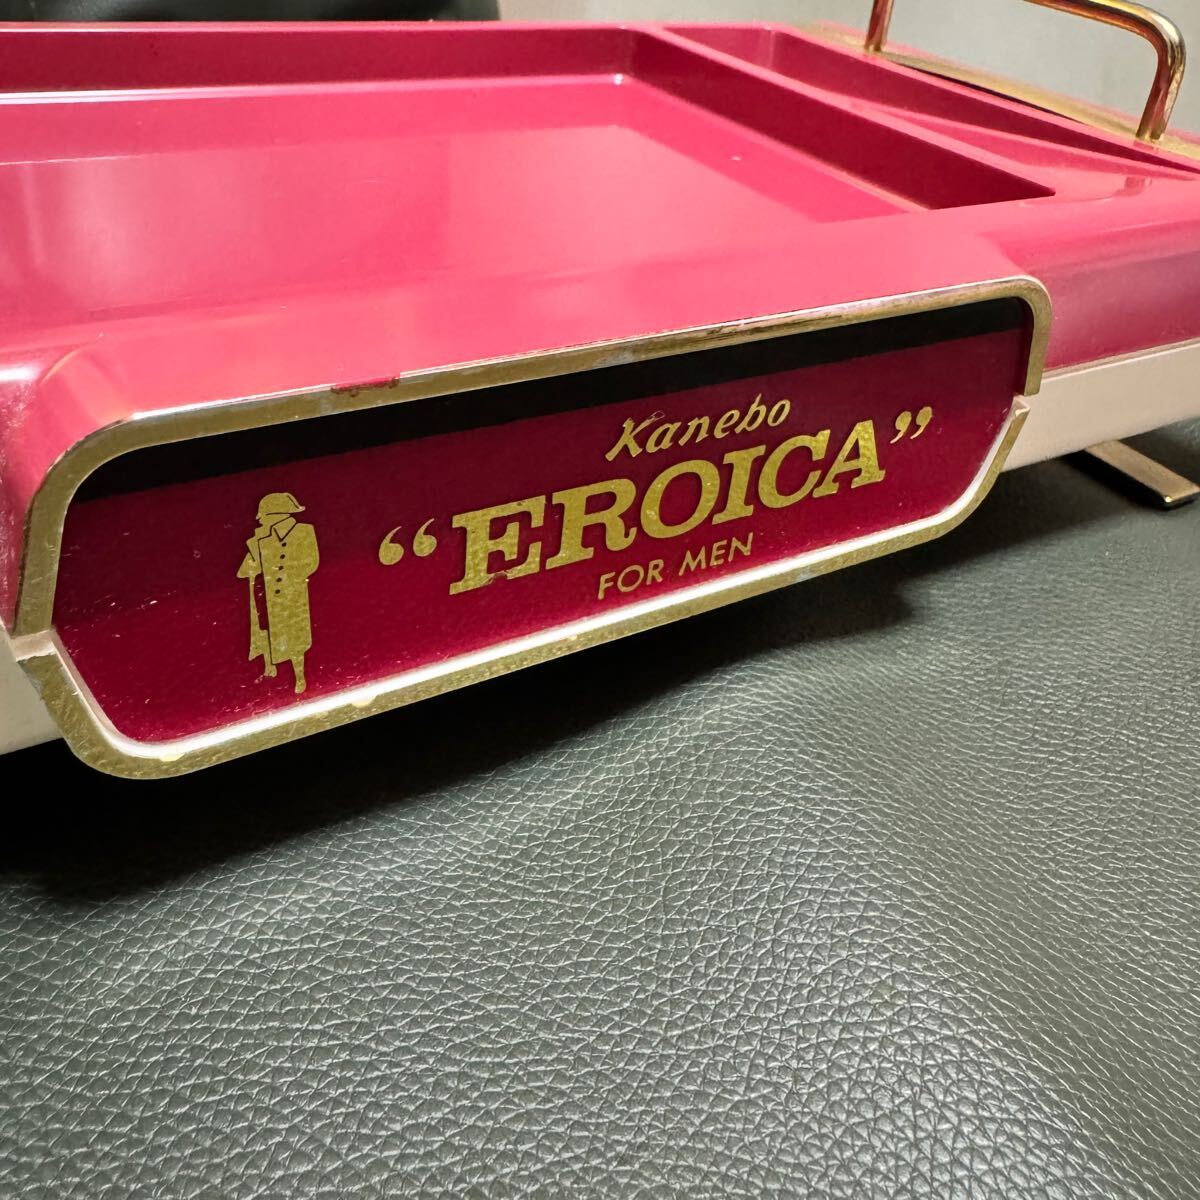 Kanebo
“EROICA”
FOR MEN